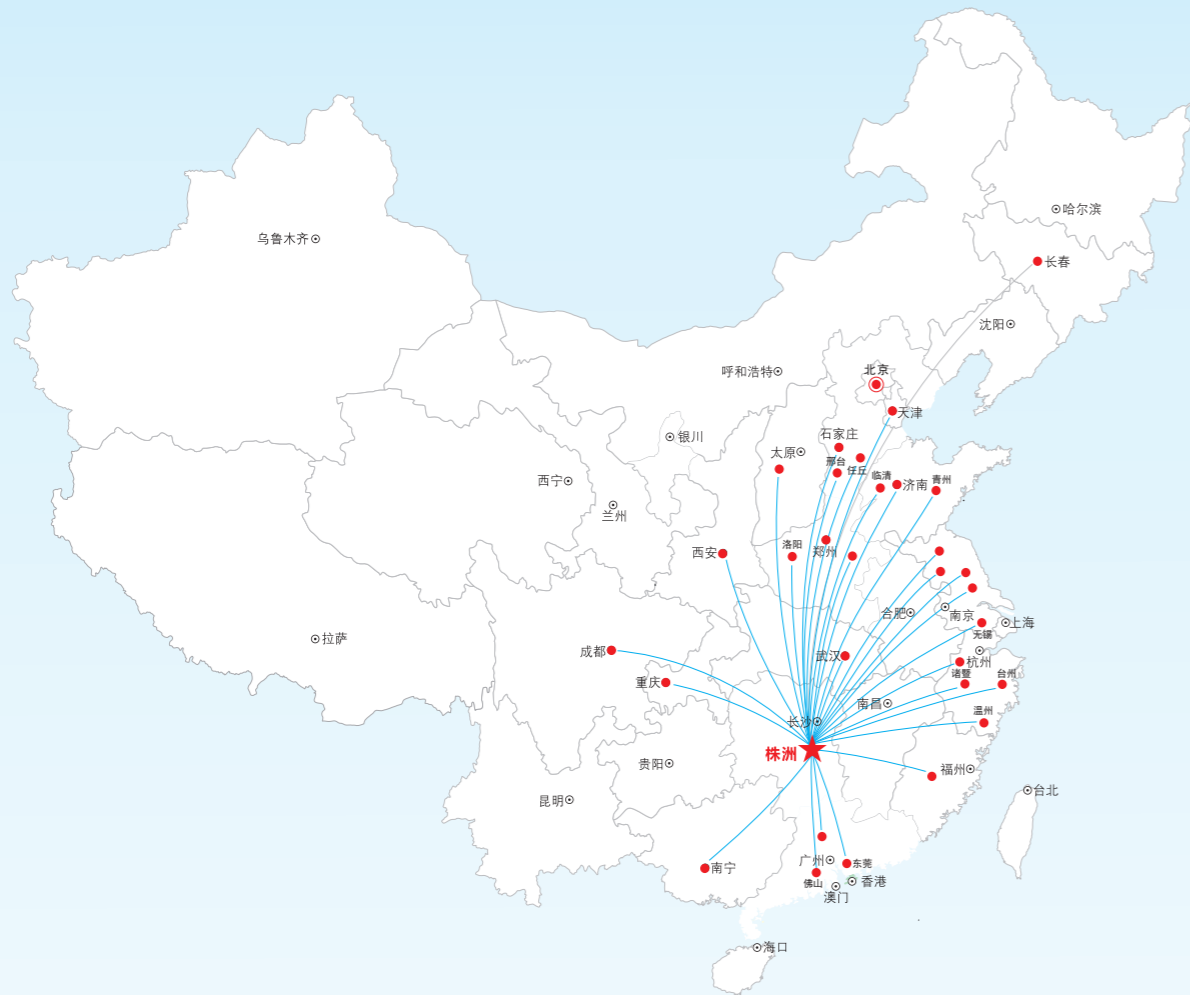 哈尔滨
乌鲁木齐
长春
沈阳
呼和浩特
北京
天津
石家庄
银川
太原
邢台
任丘
临清
济南
青州
西宁
兰州
西安
洛阳
郑州
合肥
南京
上海
无锡
拉萨
成都
武汉
杭州
诸暨
台州
重庆
南昌
温州
长沙
株洲
贵阳
福州
昆明
台北
广州
东莞
南宁
佛山
香港
澳门
海口